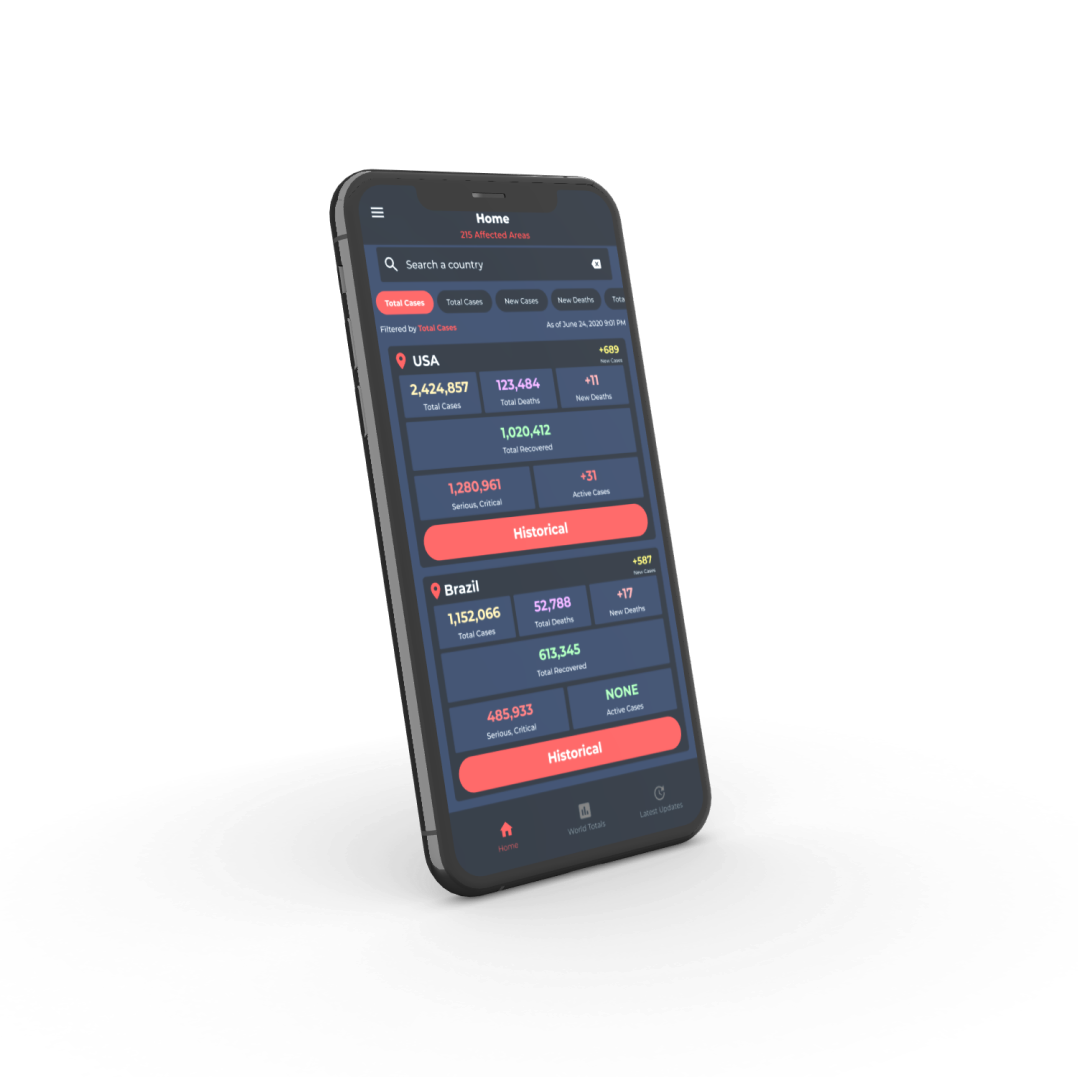 Home
215 Affected Areas
Search a country
Total Cases Total Cases New Cases New Deaths Tota
Filtered by Total Cases As of June 24, 2020 9:01 PM
USA +689
New Cases
2,424,857 123,484 +11
Total Cases Total Deaths New Deaths
1,020,412
Total Recovered
1,280,961 +31
Serious, Critical Active Cases
Historical
Brazil +587
New Cases
1,152,066 52,788 +17
Total Cases Total Deaths New Deaths
613,345
Total Recovered
485,933 NONE
Serious, Critical Active Cases
Historical
Home World Totals Latest Updates